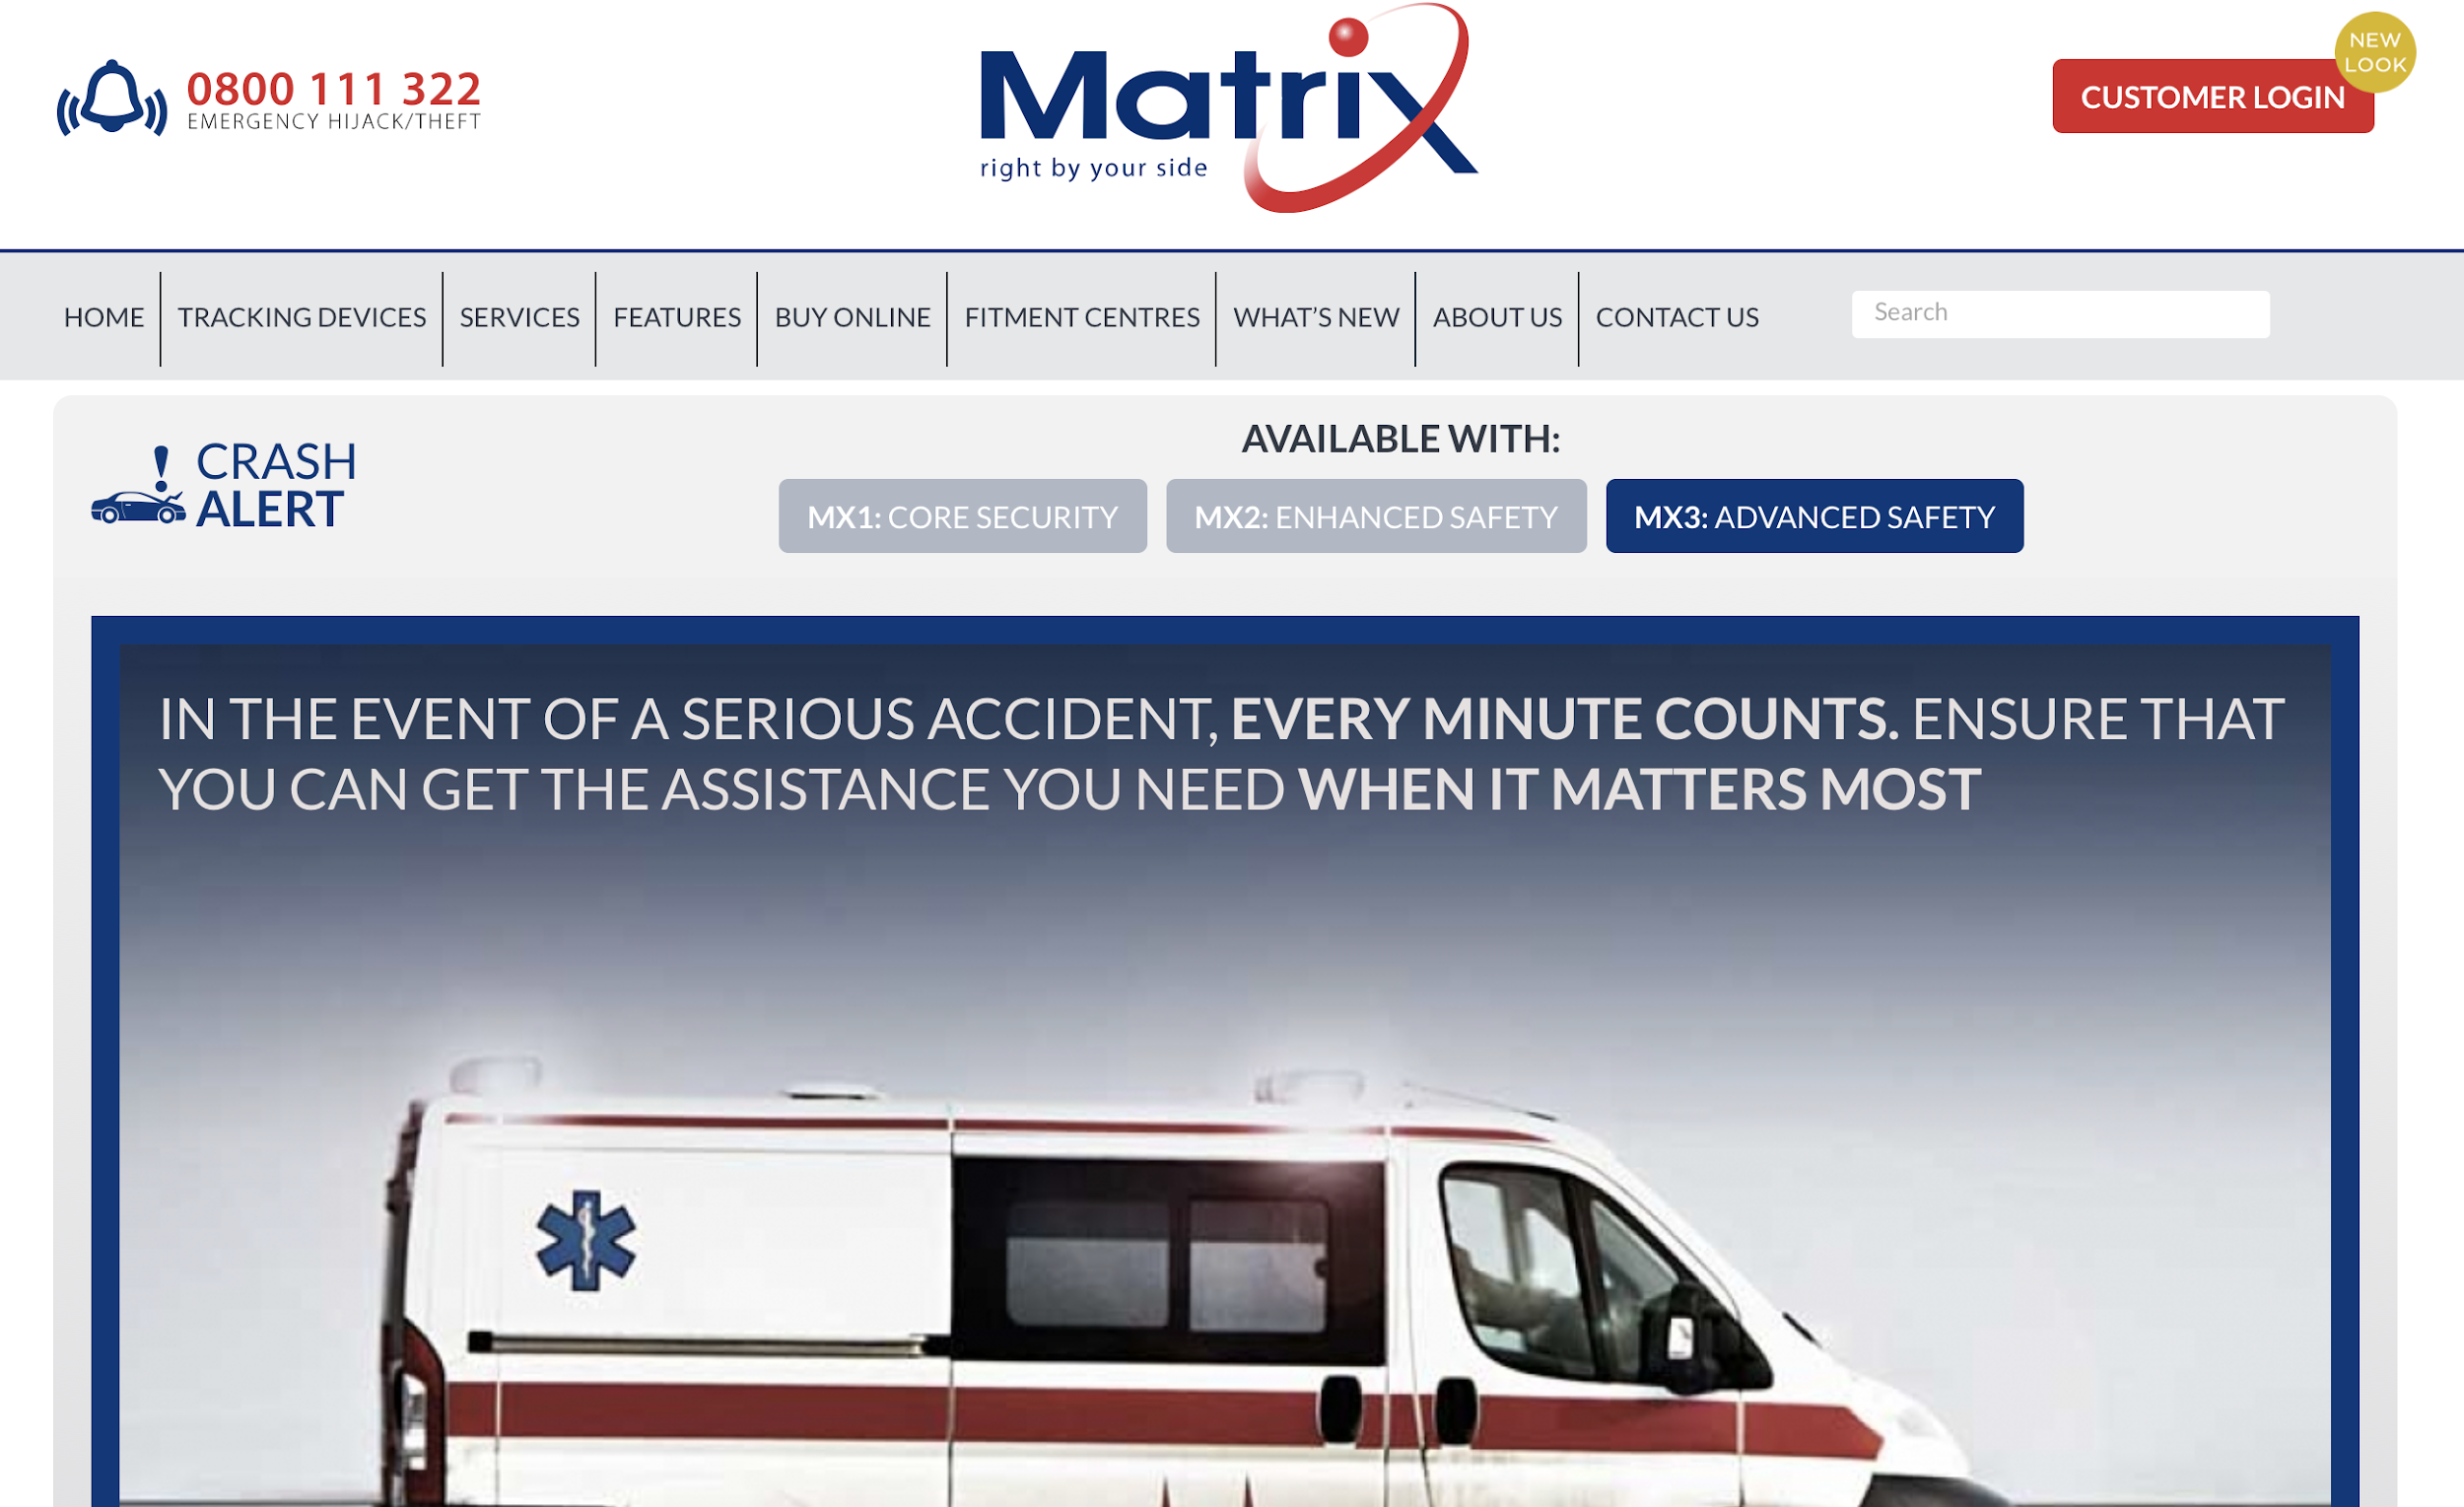 0800 111 322
EMERGENCY HIJACK/THEFT
Matrix
right by your side
NEW
LOOK
CUSTOMER LOGIN
HOME
TRACKING DEVICES
SERVICES
FEATURES
BUY ONLINE
FITMENT CENTRES
WHAT’S NEW
ABOUT US
CONTACT US
Search
CRASH
ALERT
AVAILABLE WITH:
MX1: CORE SECURITY
MX2: ENHANCED SAFETY
MX3: ADVANCED SAFETY
IN THE EVENT OF A SERIOUS ACCIDENT, EVERY MINUTE COUNTS. ENSURE THAT
YOU CAN GET THE ASSISTANCE YOU NEED WHEN IT MATTERS MOST